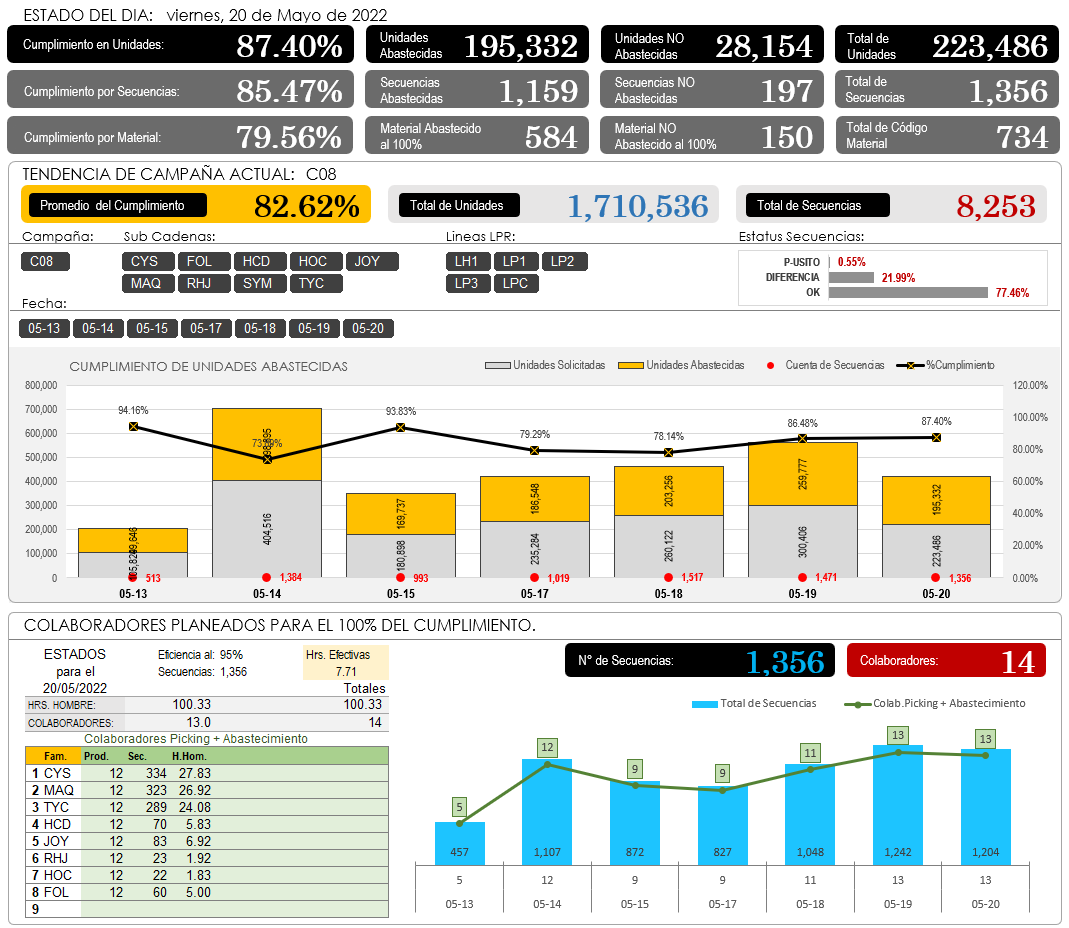 ESTADO DEL DIA: viernes, 20 de Mayo de 2022
Cumplimiento en Unidades: 87.40%
Unidades Abastecidas 195,332
Unidades NO Abastecidas 28,154
Total de Unidades 223,486
Cumplimiento por Secuencias: 85.47%
Secuencias Abastecidas 1,159
Secuencias NO Abastecidas 197
Total de Secuencias 1,356
Cumplimiento por Material: 79.56%
Material Abastecido al 100% 584
Material NO Abastecido al 100% 150
Total de Código Material 734
TENDENCIA DE CAMPAÑA ACTUAL: C08
Promedio del Cumplimiento 82.62%
Total de Unidades 1,710,536
Total de Secuencias 8,253
Campaña:
C08
Sub Cadenas:
CYS FOL HCD HOC JOY
MAQ RHJ SYM TYC
Lineas LPR:
LH1 LP1 LP2
LP3 LPC
Estatus Secuencias:
P-USITO 0.55%
DIFERENCIA 21.99%
OK 77.46%
Fecha:
05-13 05-14 05-15 05-17 05-18 05-19 05-20
CUMPLIMIENTO DE UNIDADES ABASTECIDAS
Unidades Solicitadas Unidades Abastecidas Cuenta de Secuencias %Cumplimiento
800,000
700,000
600,000
500,000
400,000
300,000
200,000
100,000
0
120.00%
100.00%
80.00%
60.00%
40.00%
20.00%
0.00%
94.16% 93.83% 79.29% 78.14% 86.48% 87.40%
169,737 186,548 203,256 259,777 195,332
404,516 180,898 235,284 260,122 300,406 223,486
513 1,384 993 1,019 1,517 1,471 1,356
05-13 05-14 05-15 05-17 05-18 05-19 05-20
COLABORADORES PLANEADOS PARA EL 100% DEL CUMPLIMIENTO.
ESTADOS
para el
20/05/2022
Eficiencia al: 95%
Secuencias: 1,356
Hrs. Efectivas
7.71
Totales
HRS. HOMBRE: 100.33 100.33
COLABORADORES: 13.0 14
Colaboradores Picking + Abastecimiento
Fam. Prod. Sec. H.Hom.
1 CYS 12 334 27.83
2 MAQ 12 323 26.92
3 TYC 12 289 24.08
4 HCD 12 70 5.83
5 JOY 12 83 6.92
6 RHJ 12 23 1.92
7 HOC 12 22 1.83
8 FOL 12 60 5.00
9
N° de Secuencias: 1,356
Colaboradores: 14
Total de Secuencias Colab.Picking + Abastecimiento
5 12 9 9 11 13 13
457 1,107 872 827 1,048 1,242 1,204
5 12 9 9 11 13 13
05-13 05-14 05-15 05-17 05-18 05-19 05-20